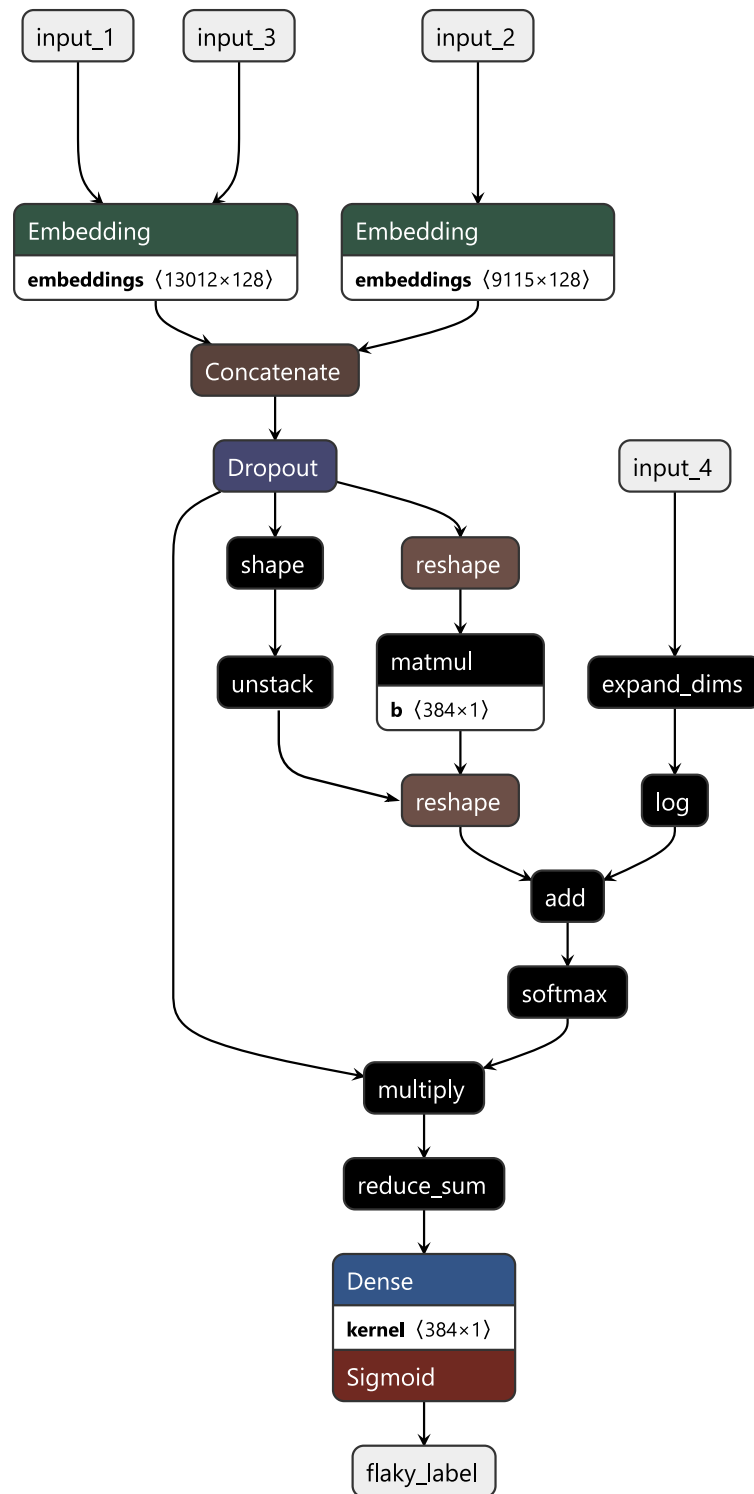 input_1
input_3
input_2
Embedding
embeddings 〈13012×128〉
Embedding
embeddings 〈9115×128〉
Concatenate
Dropout
input_4
shape
reshape
matmul
b 〈384×1〉
unstack
expand_dims
reshape
log
add
softmax
multiply
reduce_sum
Dense
kernel 〈384×1〉
Sigmoid
flaky_label